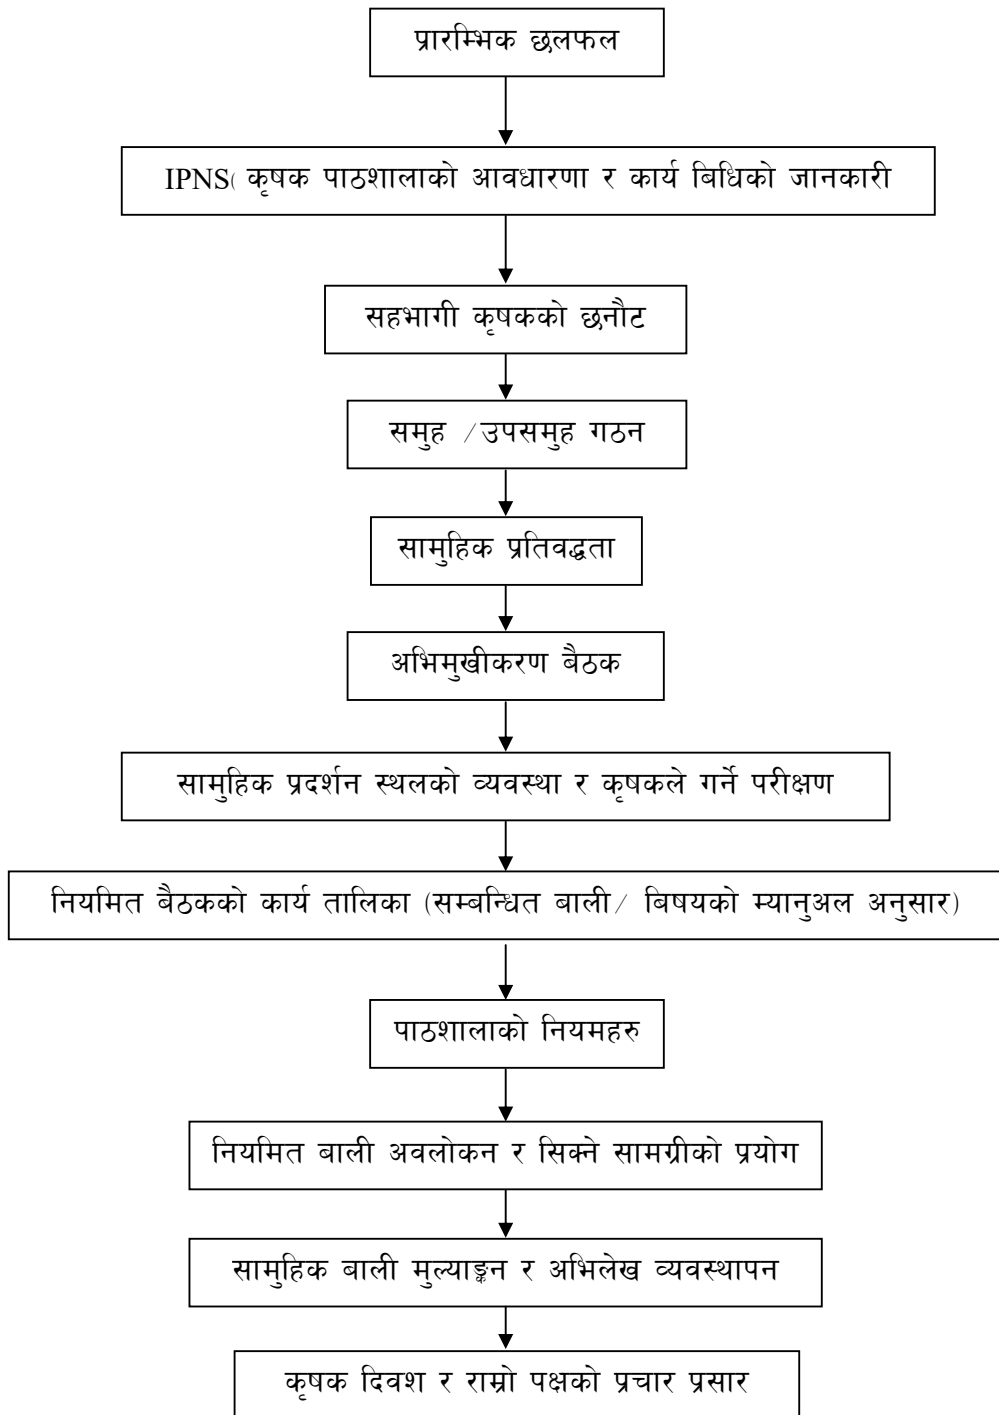 प्रारम्भिक छलफल
IPNS( कृषक पाठशालाको आवधारणा र कार्य बिधिको जानकारी
सहभागी कृषकको छनौट
समुह /उपसमुह गठन
सामुहिक प्रतिवद्धता
अभिमुखीकरण बैठक
सामुहिक प्रदर्शन स्थलको व्यवस्था र कृषकले गर्ने परीक्षण
नियमित बैठकको कार्य तालिका (सम्बन्धित बाली/ बिषयको म्यानुअल अनुसार)
पाठशालाको नियमहरु
नियमित बाली अवलोकन र सिक्ने सामग्रीको प्रयोग
सामुहिक बाली मुल्याङ्कन र अभिलेख व्यवस्थापन
कृषक दिवश र राम्रो पक्षको प्रचार प्रसार